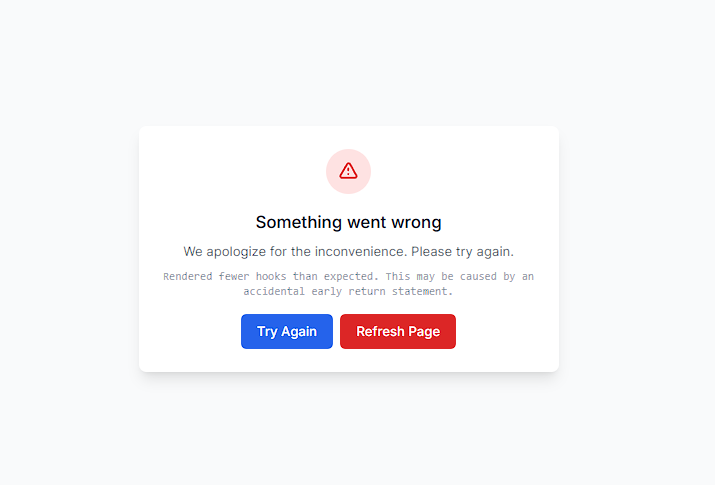 Something went wrong
We apologize for the inconvenience. Please try again.
Rendered fewer hooks than expected. This may be caused by an
accidental early return statement.
Try Again
Refresh Page